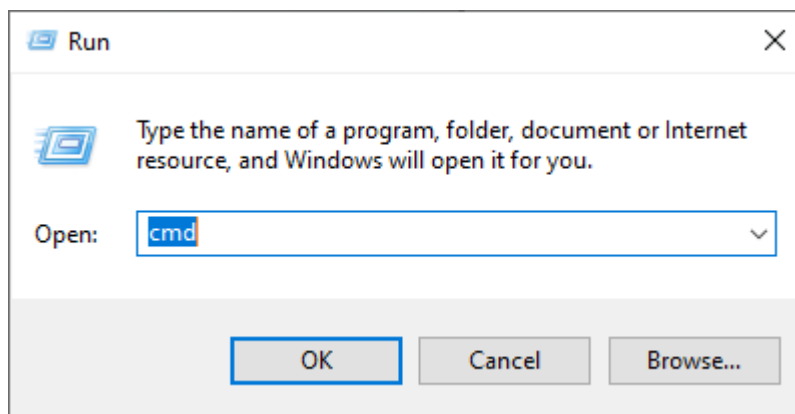 Run
Type the name of a program, folder, document or Internet
resource, and Windows will open it for you.
Open: cmd
OK Cancel Browse...